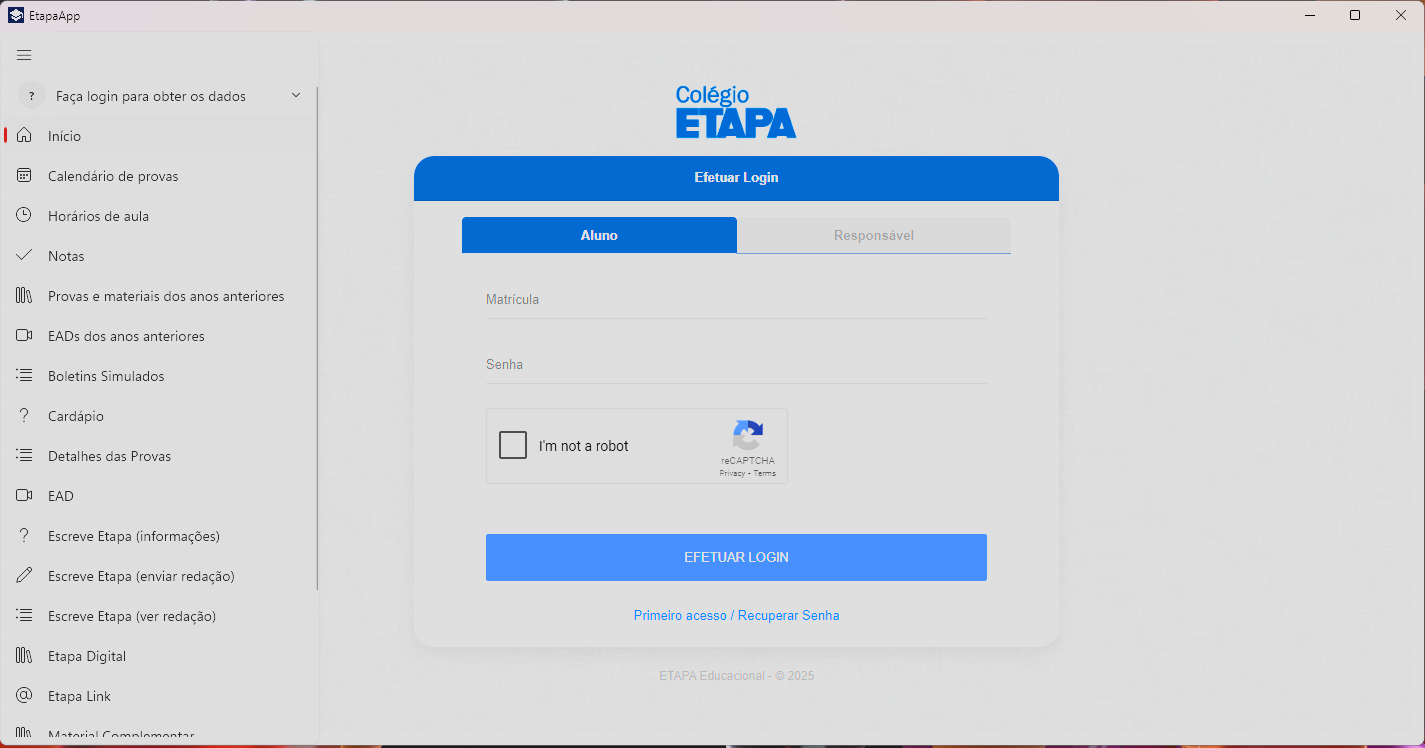 EtapaApp
? Faça login para obter os dados
Início
Calendário de provas
Horários de aula
Notas
Provas e materiais dos anos anteriores
EADs dos anos anteriores
Boletins Simulados
? Cardápio
Detalhes das Provas
EAD
? Escreve Etapa (informações)
Escreve Etapa (enviar redação)
Escreve Etapa (ver redação)
Etapa Digital
@ Etapa Link
Material Complementar
Colégio
ETAPA
Efetuar Login
Aluno
Responsável
Matrícula
Senha
I'm not a robot
reCAPTCHA
Privacy - Terms
EFETUAR LOGIN
Primeiro acesso / Recuperar Senha
ETAPA Educacional - © 2025